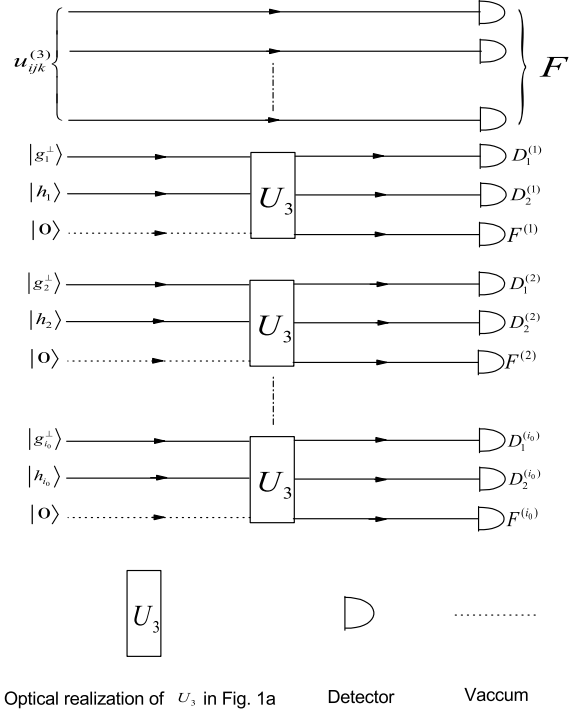 u_{ijk}^{(3)}
F
|g_1^⊥⟩
D_1^{(1)}
|h_1⟩
U_3
D_2^{(1)}
|0⟩
F^{(1)}
|g_2^⊥⟩
D_1^{(2)}
|h_2⟩
U_3
D_2^{(2)}
|0⟩
F^{(2)}
|g_{i_0}^⊥⟩
D_1^{(i_0)}
|h_{i_0}⟩
U_3
D_2^{(i_0)}
|0⟩
F^{(i_0)}
U_3
Optical realization of U_3 in Fig. 1a
Detector
Vaccum